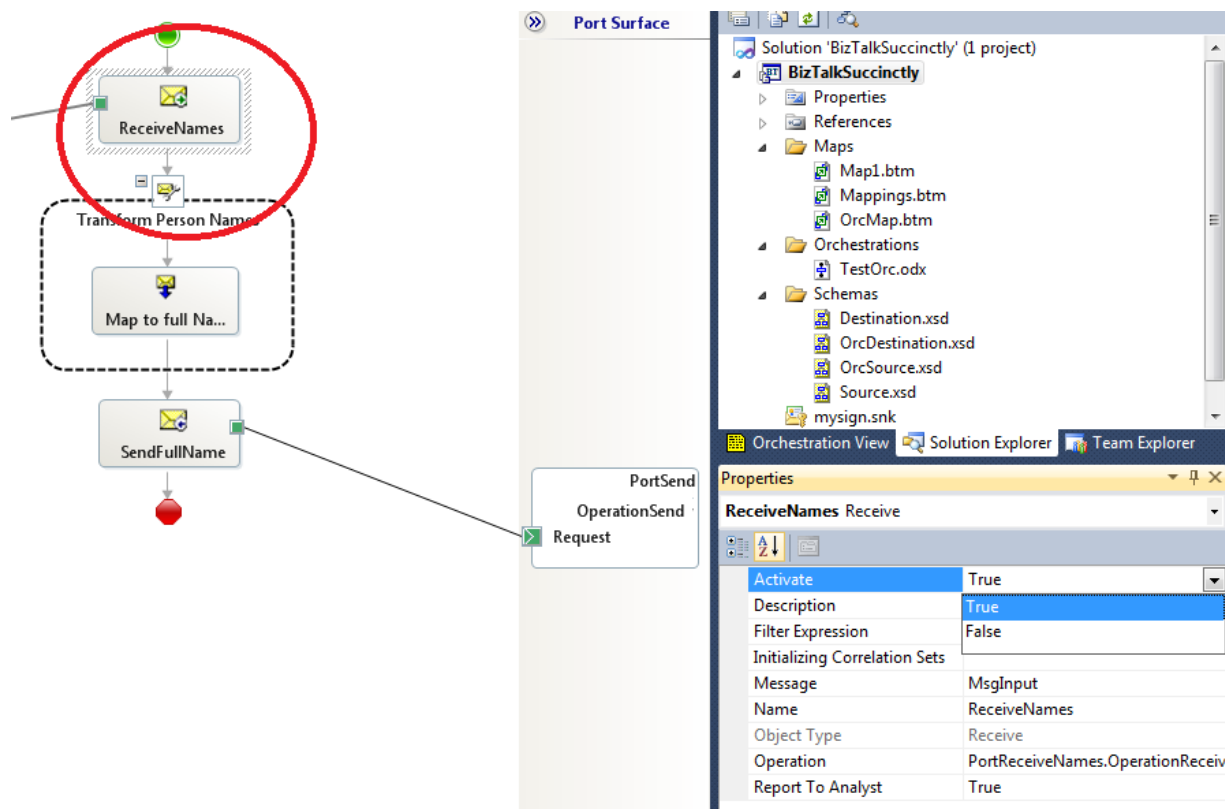 ReceiveNames
Transform Person Names
Map to full Na...
SendFullName
Port Surface
PortSend
OperationSend
Request
Solution 'BizTalkSuccinctly' (1 project)
BizTalkSuccinctly
Properties
References
Maps
Map1.btm
Mappings.btm
OrcMap.btm
Orchestrations
TestOrc.odx
Schemas
Destination.xsd
OrcDestination.xsd
OrcSource.xsd
Source.xsd
mysign.snk
Orchestration View Solution Explorer Team Explorer
Properties
ReceiveNames Receive
Activate True
Description True
Filter Expression False
Initializing Correlation Sets
Message MsgInput
Name ReceiveNames
Object Type Receive
Operation PortReceiveNames.OperationReceiv
Report To Analyst True